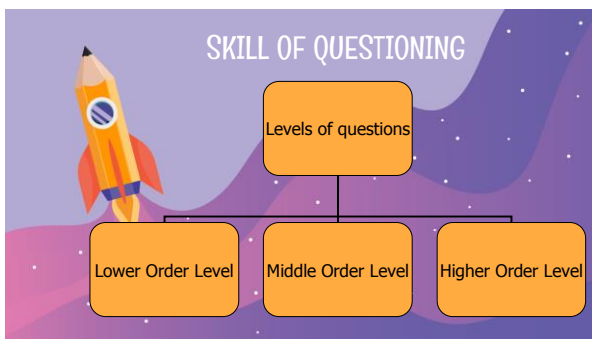 SKILL OF QUESTIONING
Levels of questions
Lower Order Level
Middle Order Level
Higher Order Level